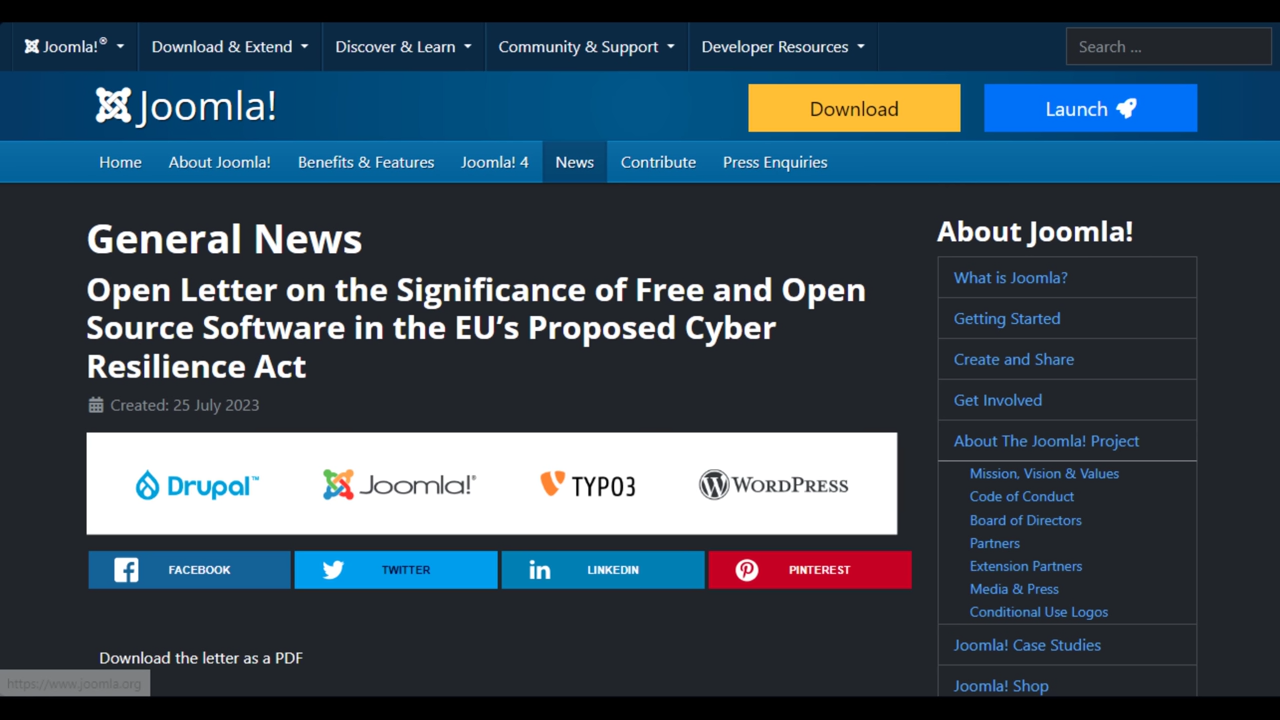 Joomla!® Download & Extend Discover & Learn Community & Support Developer Resources Search ...
Joomla! Download Launch
Home About Joomla! Benefits & Features Joomla! 4 News Contribute Press Enquiries
General News
Open Letter on the Significance of Free and Open
Source Software in the EU’s Proposed Cyber
Resilience Act
Created: 25 July 2023
Drupal™ Joomla!® TYPO3 WORDPRESS
FACEBOOK TWITTER LINKEDIN PINTEREST
Download the letter as a PDF
https://www.joomla.org
About Joomla!
What is Joomla?
Getting Started
Create and Share
Get Involved
About The Joomla! Project
Mission, Vision & Values
Code of Conduct
Board of Directors
Partners
Extension Partners
Media & Press
Conditional Use Logos
Joomla! Case Studies
Joomla! Shop